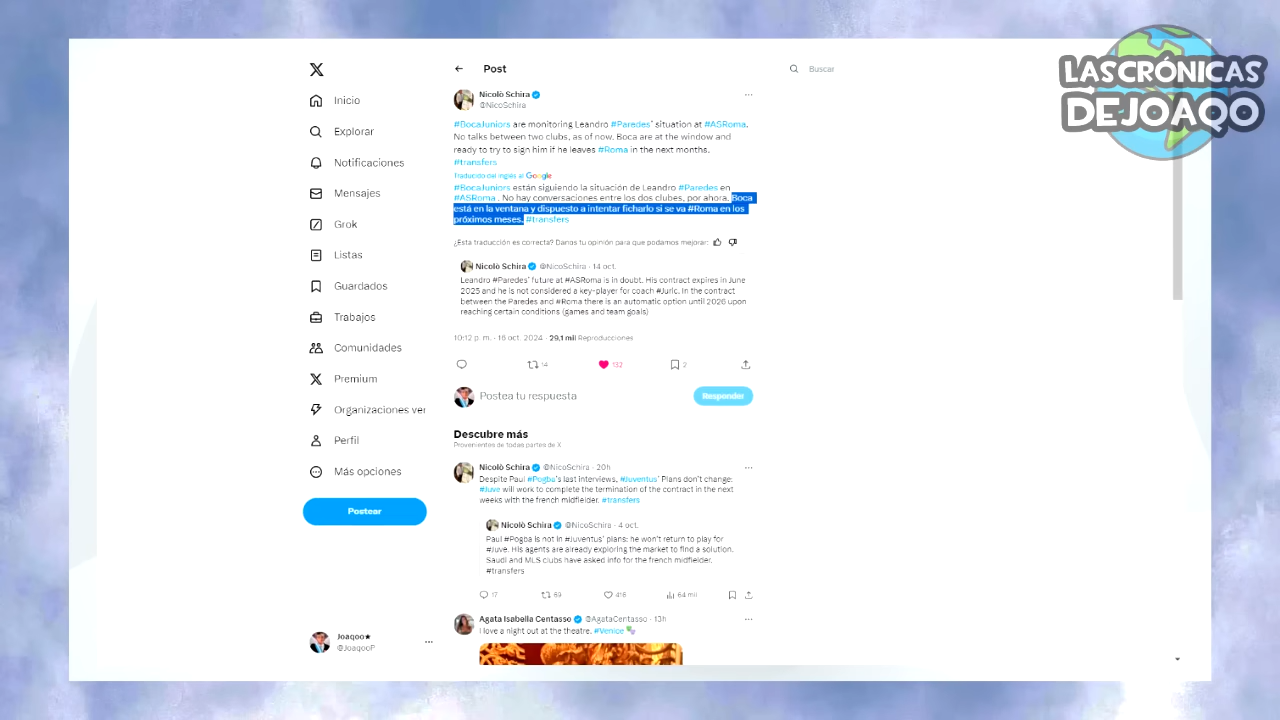 LAS CRÓNICAS
DE JOAQO
Post
Buscar
Inicio
Explorar
Notificaciones
Mensajes
Grok
Listas
Guardados
Trabajos
Comunidades
Premium
Organizaciones ver
Perfil
Más opciones
Postear
Joaqoo★
@JoaqooP
Nicolò Schira
@NicoSchira
#BocaJuniors are monitoring Leandro #Paredes' situation at #ASRoma.
No talks between two clubs, as of now. Boca are at the window and
ready to try to sign him if he leaves #Roma in the next months.
#transfers
Traducido del inglés al Google
#BocaJuniors están siguiendo la situación de Leandro #Paredes en
#ASRoma . No hay conversaciones entre los dos clubes, por ahora. Boca
está en la ventana y dispuesto a intentar ficharlo si se va #Roma en los
próximos meses. #transfers
¿Esta traducción es correcta? Danos tu opinión para que podamos mejorar:
Nicolò Schira @NicoSchira · 14 oct.
Leandro #Paredes' future at #ASRoma is in doubt. His contract expires in June
2025 and he is not considered a key-player for coach #Juric. In the contract
between the Paredes and #Roma there is an automatic option until 2026 upon
reaching certain conditions (games and team goals)
10:12 p. m. · 16 oct. 2024 · 29,1 mil Reproducciones
14
132
2
Postea tu respuesta
Responder
Descubre más
Provenientes de todas partes de X
Nicolò Schira @NicoSchira · 20h
Despite Paul #Pogba's last interviews, #Juventus' Plans don't change:
#Juve will work to complete the termination of the contract in the next
weeks with the french midfielder. #transfers
Nicolò Schira @NicoSchira · 4 oct.
Paul #Pogba is not in #Juventus' plans: he won't return to play for
#Juve. His agents are already exploring the market to find a solution.
Saudi and MLS clubs have asked info for the french midfielder.
#transfers
17
69
416
64 mil
Agata Isabella Centasso @AgataCentasso · 13h
I love a night out at the theatre. #Venice